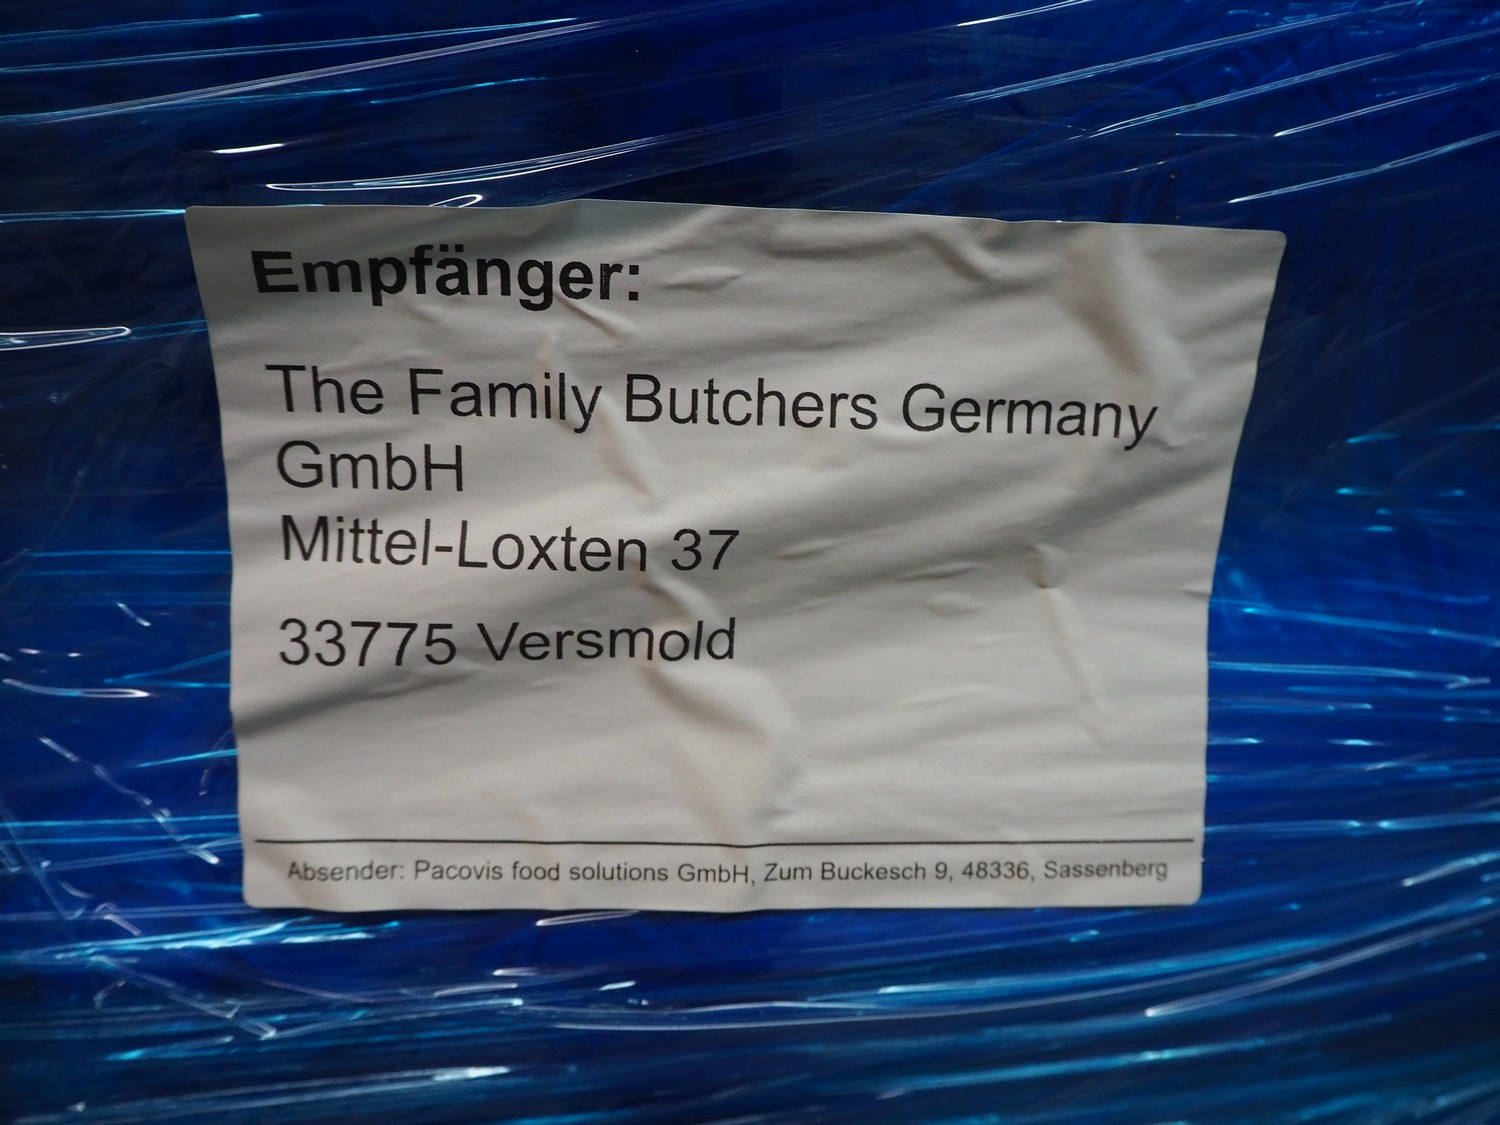 Empfänger:
The Family Butchers Germany
GmbH
Mittel-Loxten 37
33775 Versmold
Absender: Pacovis food solutions GmbH, Zum Buckesch 9, 48336, Sassenberg